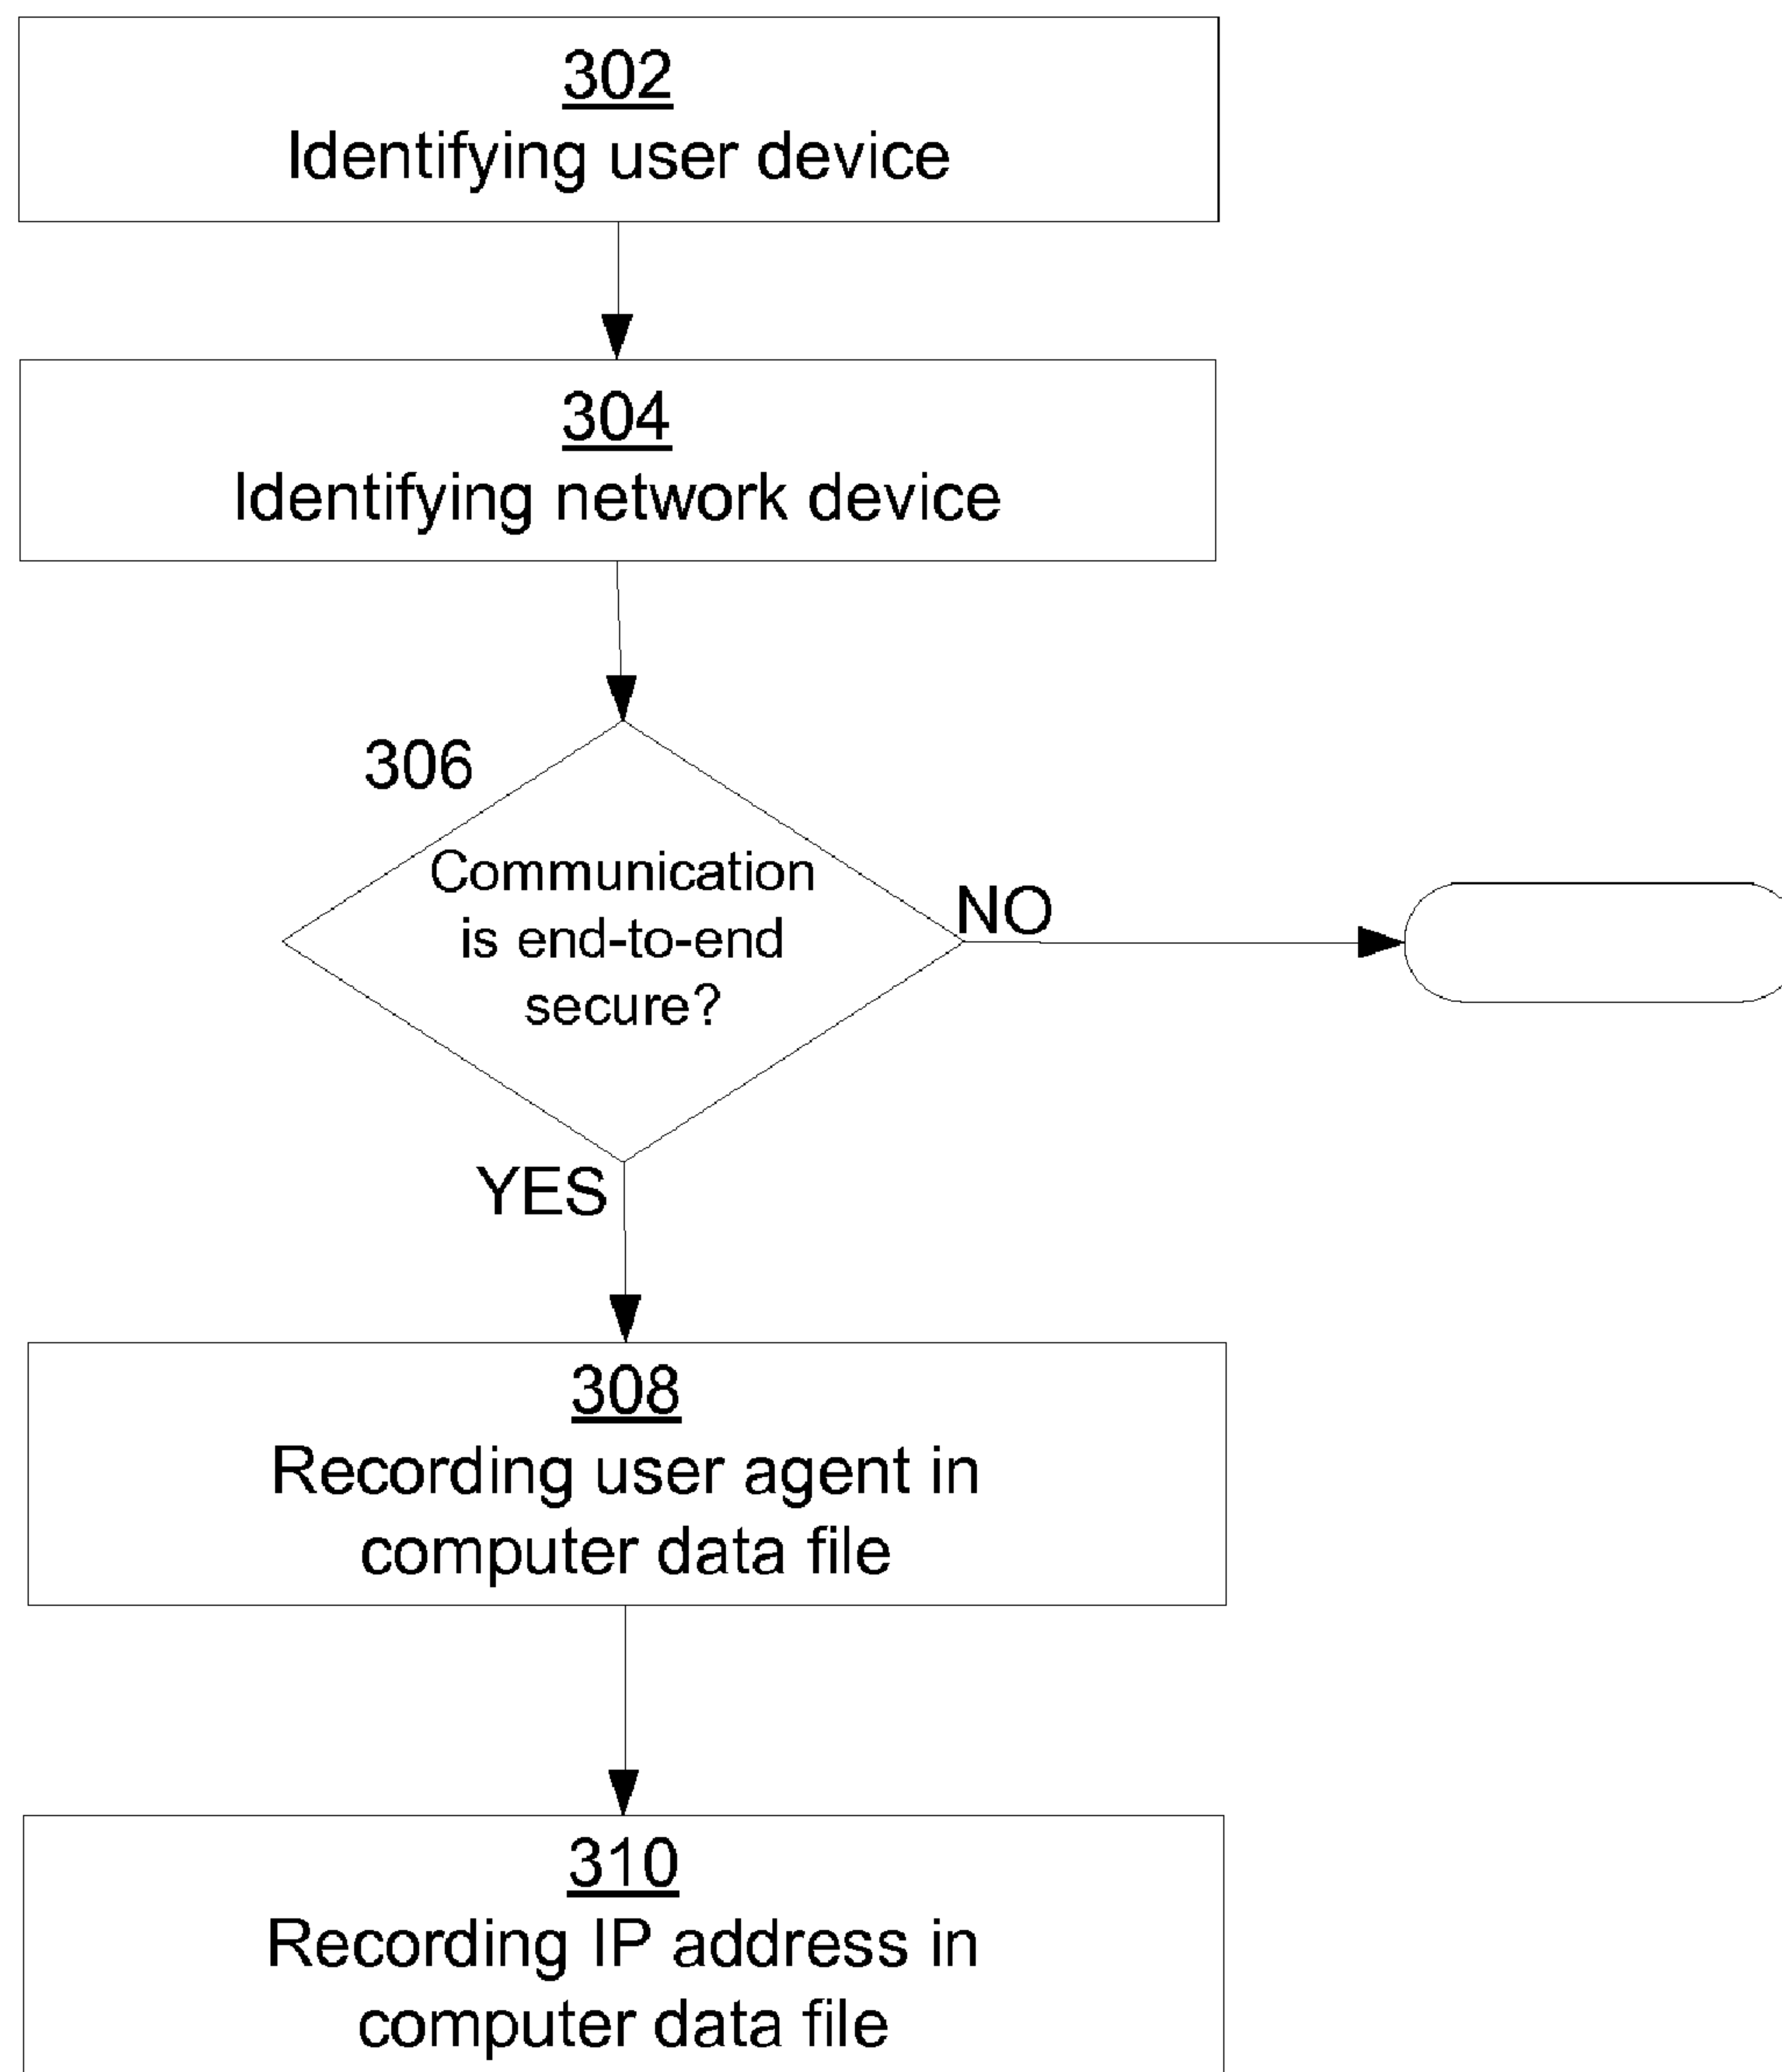 302
Identifying user device
304
Identifying network device
306
Communication
is end-to-end
secure?
NO
YES
308
Recording user agent in
computer data file
310
Recording IP address in
computer data file